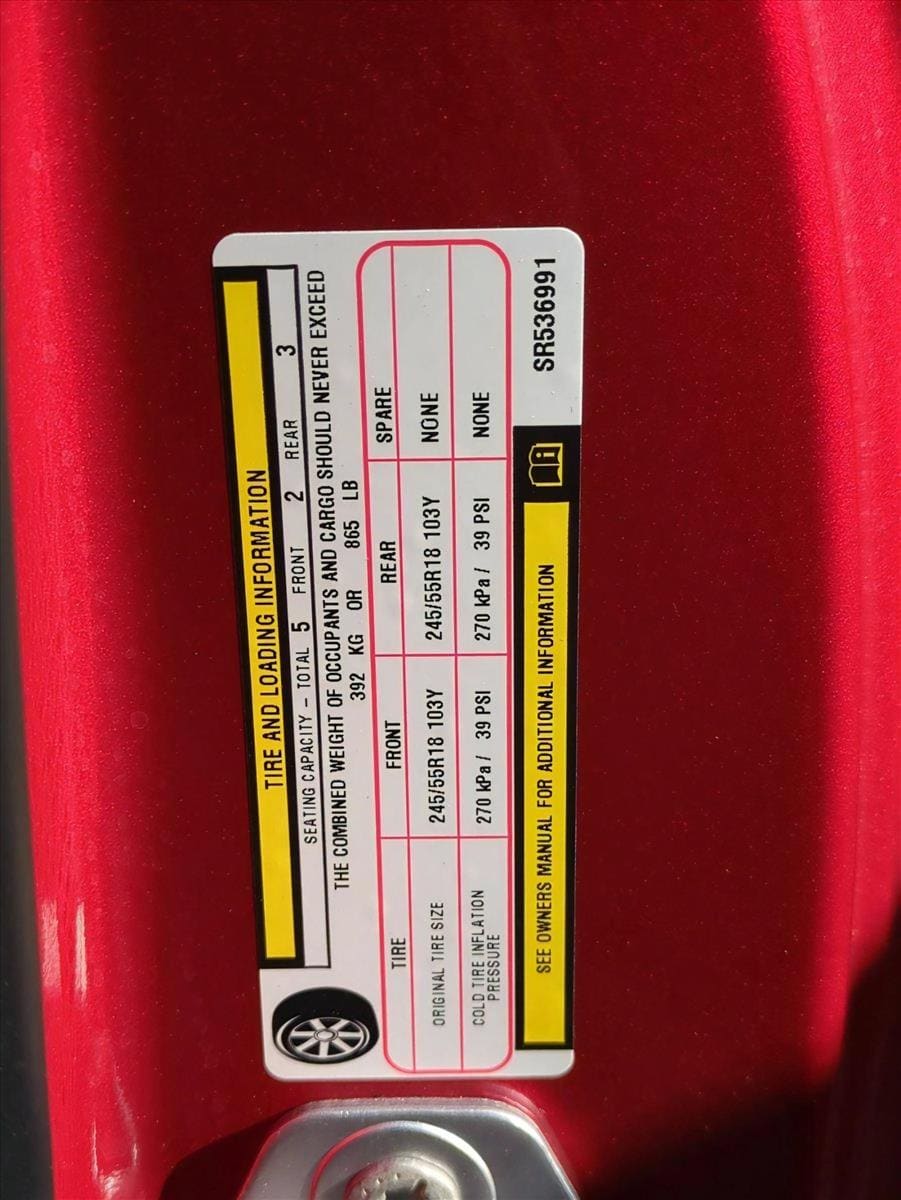 TIRE AND LOADING INFORMATION
SEATING CAPACITY – TOTAL 5 FRONT 2 REAR 3
THE COMBINED WEIGHT OF OCCUPANTS AND CARGO SHOULD NEVER EXCEED
392 KG OR 865 LB
TIRE FRONT REAR SPARE
ORIGINAL TIRE SIZE 245/55R18 103Y 245/55R18 103Y NONE
COLD TIRE INFLATION PRESSURE 270 kPa / 39 PSI 270 kPa / 39 PSI NONE
SEE OWNERS MANUAL FOR ADDITIONAL INFORMATION
SR536991